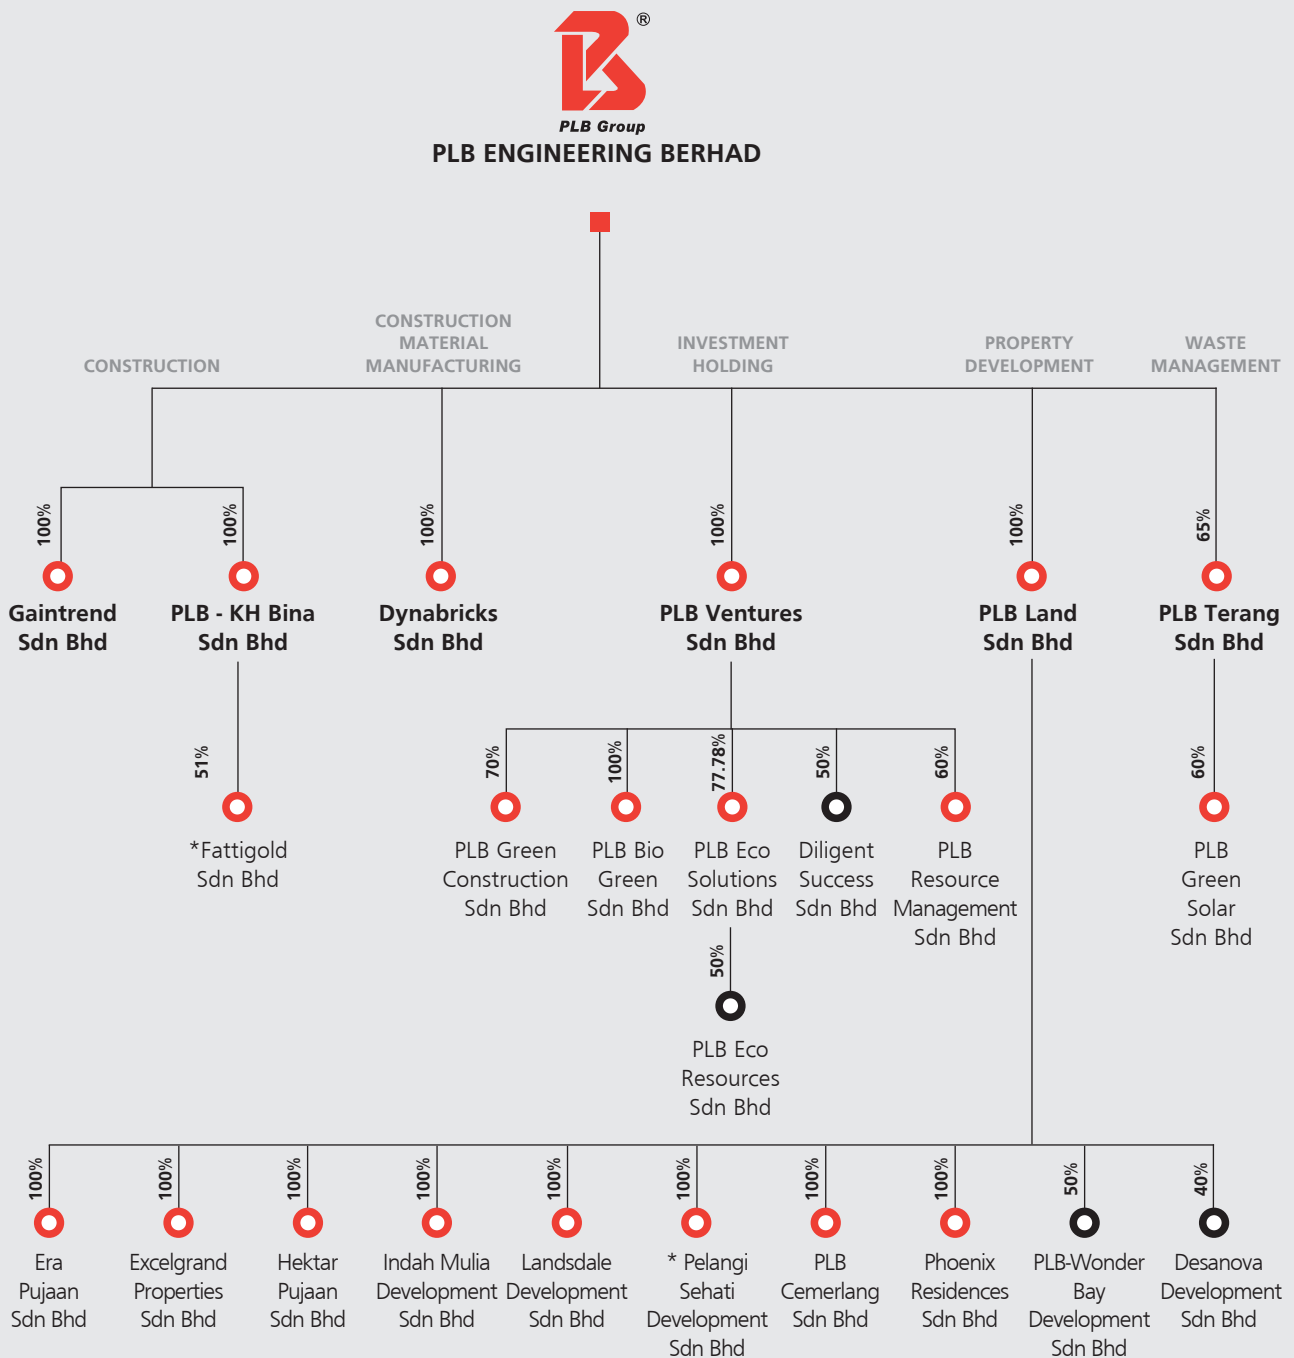 ®
PLB Group
PLB ENGINEERING BERHAD
CONSTRUCTION
CONSTRUCTION
MATERIAL
MANUFACTURING
INVESTMENT
HOLDING
PROPERTY
DEVELOPMENT
WASTE
MANAGEMENT
100%
100%
100%
100%
100%
65%
Gaintrend
Sdn Bhd
PLB - KH Bina
Sdn Bhd
Dynabricks
Sdn Bhd
PLB Ventures
Sdn Bhd
PLB Land
Sdn Bhd
PLB Terang
Sdn Bhd
51%
70%
100%
77.78%
50%
60%
60%
*Fattigold
Sdn Bhd
PLB Green
Construction
Sdn Bhd
PLB Bio
Green
Sdn Bhd
PLB Eco
Solutions
Sdn Bhd
Diligent
Success
Sdn Bhd
PLB
Resource
Management
Sdn Bhd
PLB
Green
Solar
Sdn Bhd
50%
PLB Eco
Resources
Sdn Bhd
100%
100%
100%
100%
100%
100%
100%
100%
50%
40%
Era
Pujaan
Sdn Bhd
Excelgrand
Properties
Sdn Bhd
Hektar
Pujaan
Sdn Bhd
Indah Mulia
Development
Sdn Bhd
Landsdale
Development
Sdn Bhd
* Pelangi
Sehati
Development
Sdn Bhd
PLB
Cemerlang
Sdn Bhd
Phoenix
Residences
Sdn Bhd
PLB-Wonder
Bay
Development
Sdn Bhd
Desanova
Development
Sdn Bhd